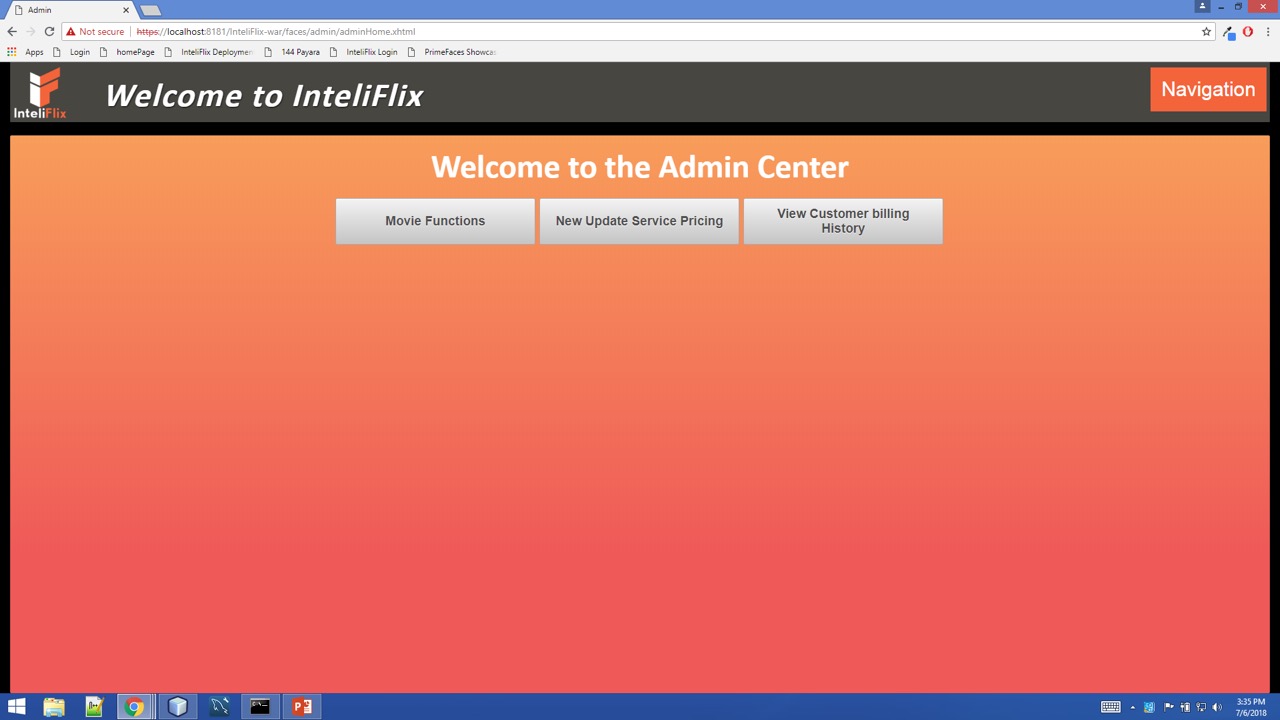 Admin
Not secure https://localhost:8181/InteliFlix-war/faces/admin/adminHome.xhtml
Apps Login homePage InteliFlix Deploymen 144 Payara InteliFlix Login PrimeFaces Showcas
InteliFlix
Welcome to InteliFlix
Navigation
Welcome to the Admin Center
Movie Functions
New Update Service Pricing
View Customer billing
History
3:35 PM
7/6/2018